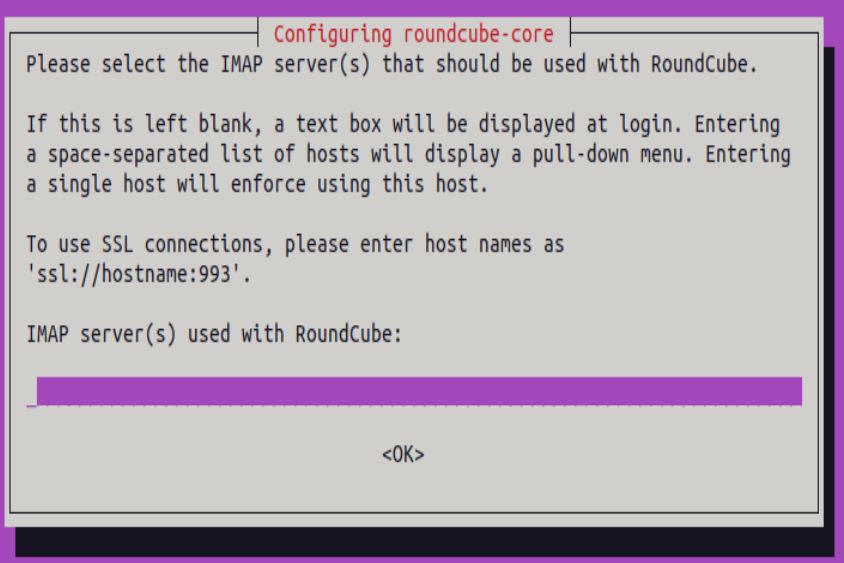 Configuring roundcube-core
Please select the IMAP server(s) that should be used with RoundCube.
If this is left blank, a text box will be displayed at login. Entering
a space-separated list of hosts will display a pull-down menu. Entering
a single host will enforce using this host.
To use SSL connections, please enter host names as
'ssl://hostname:993'.
IMAP server(s) used with RoundCube:
<OK>